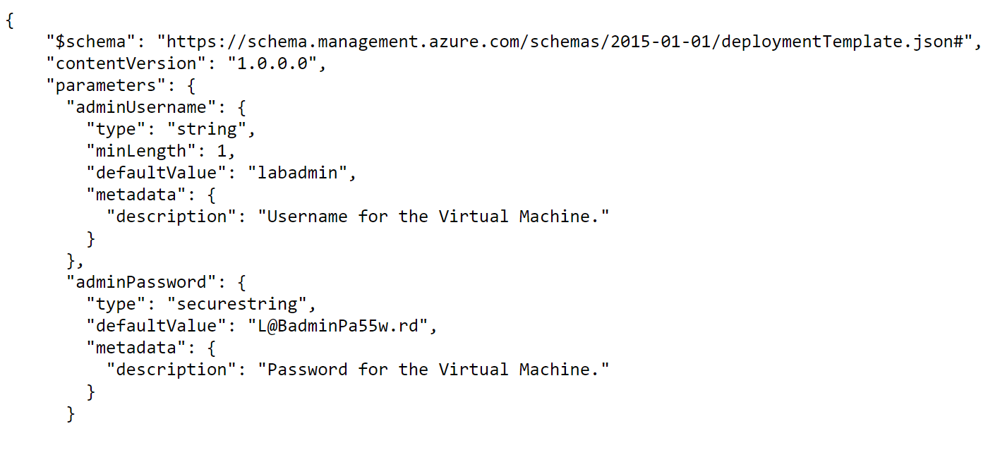 {
    "$schema": "https://schema.management.azure.com/schemas/2015-01-01/deploymentTemplate.json#",
    "contentVersion": "1.0.0.0",
    "parameters": {
      "adminUsername": {
        "type": "string",
        "minLength": 1,
        "defaultValue": "labadmin",
        "metadata": {
          "description": "Username for the Virtual Machine."
        }
      },
      "adminPassword": {
        "type": "securestring",
        "defaultValue": "L@BadminPa55w.rd",
        "metadata": {
          "description": "Password for the Virtual Machine."
        }
      }